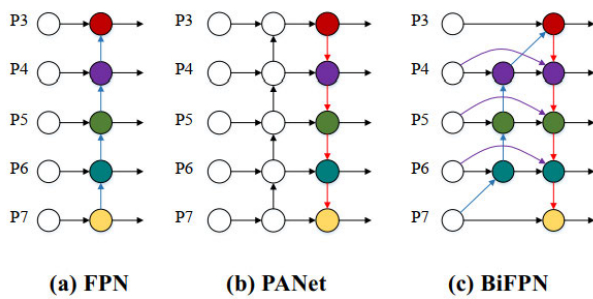 P3 P3 P3
P4 P4 P4
P5 P5 P5
P6 P6 P6
P7 P7 P7
(a) FPN (b) PANet (c) BiFPN